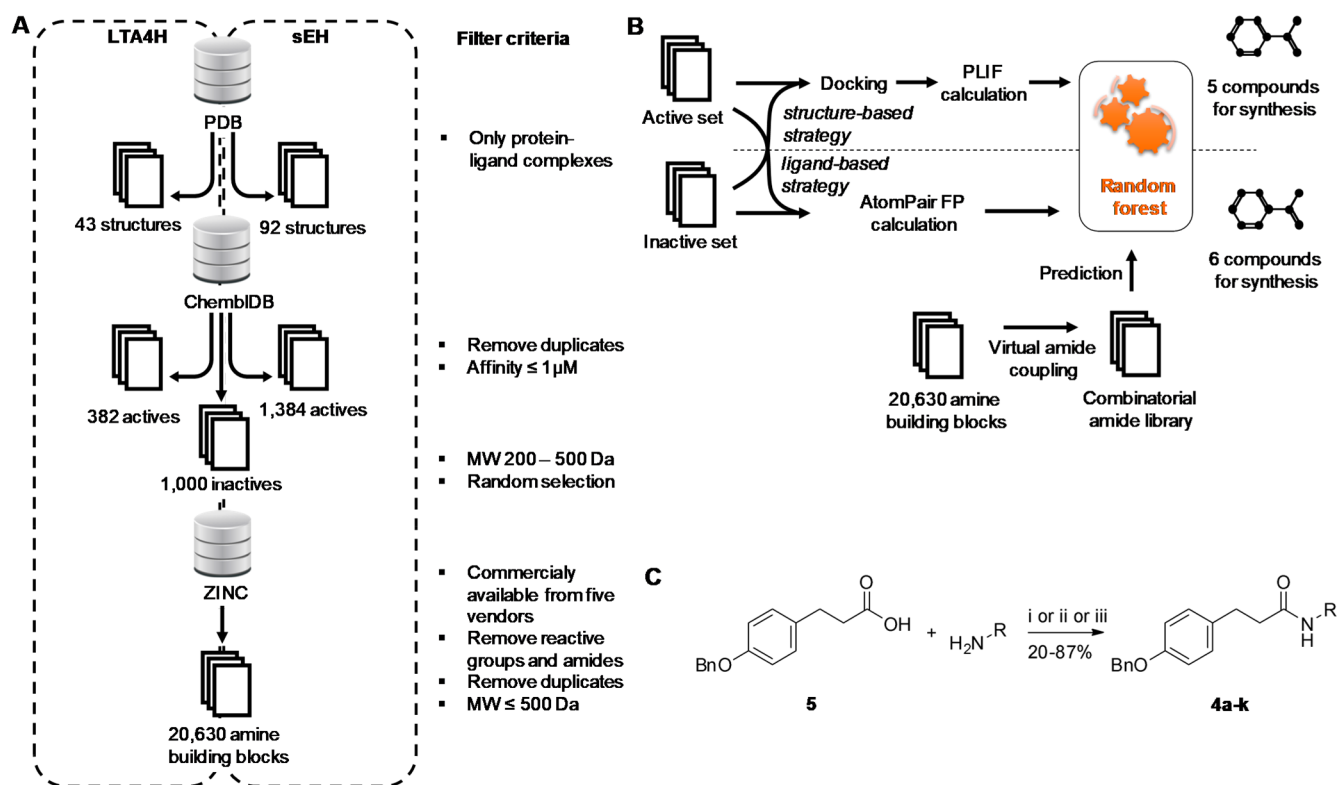 A
LTA4H
sEH
Filter criteria
PDB
▪ Only protein-
ligand complexes
43 structures
92 structures
ChemblDB
▪ Remove duplicates
▪ Affinity ≤ 1µM
382 actives
1,384 actives
▪ MW 200 – 500 Da
▪ Random selection
1,000 inactives
ZINC
▪ Commercialy
available from five
vendors
▪ Remove reactive
groups and amides
▪ Remove duplicates
▪ MW ≤ 500 Da
20,630 amine
building blocks
B
Active set
Docking
PLIF
calculation
structure-based
strategy
5 compounds
for synthesis
ligand-based
strategy
Inactive set
AtomPair FP
calculation
Random
forest
6 compounds
for synthesis
Prediction
Virtual amide
coupling
20,630 amine
building blocks
Combinatorial
amide library
C
O
OH
BnO
5
+
H2N
R
i or ii or iii
20-87%
O
N
H
R
BnO
4a-k